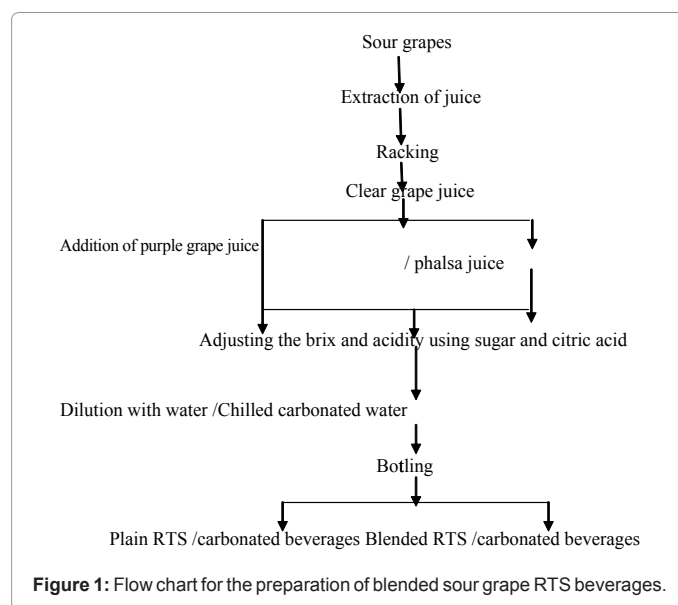 Sour grapes
Extraction of juice
Racking
Clear grape juice
Addition of purple grape juice
/ phalsa juice
Adjusting the brix and acidity using sugar and citric acid
Dilution with water /Chilled carbonated water
Botling
Plain RTS /carbonated beverages Blended RTS /carbonated beverages
Figure 1: Flow chart for the preparation of blended sour grape RTS beverages.